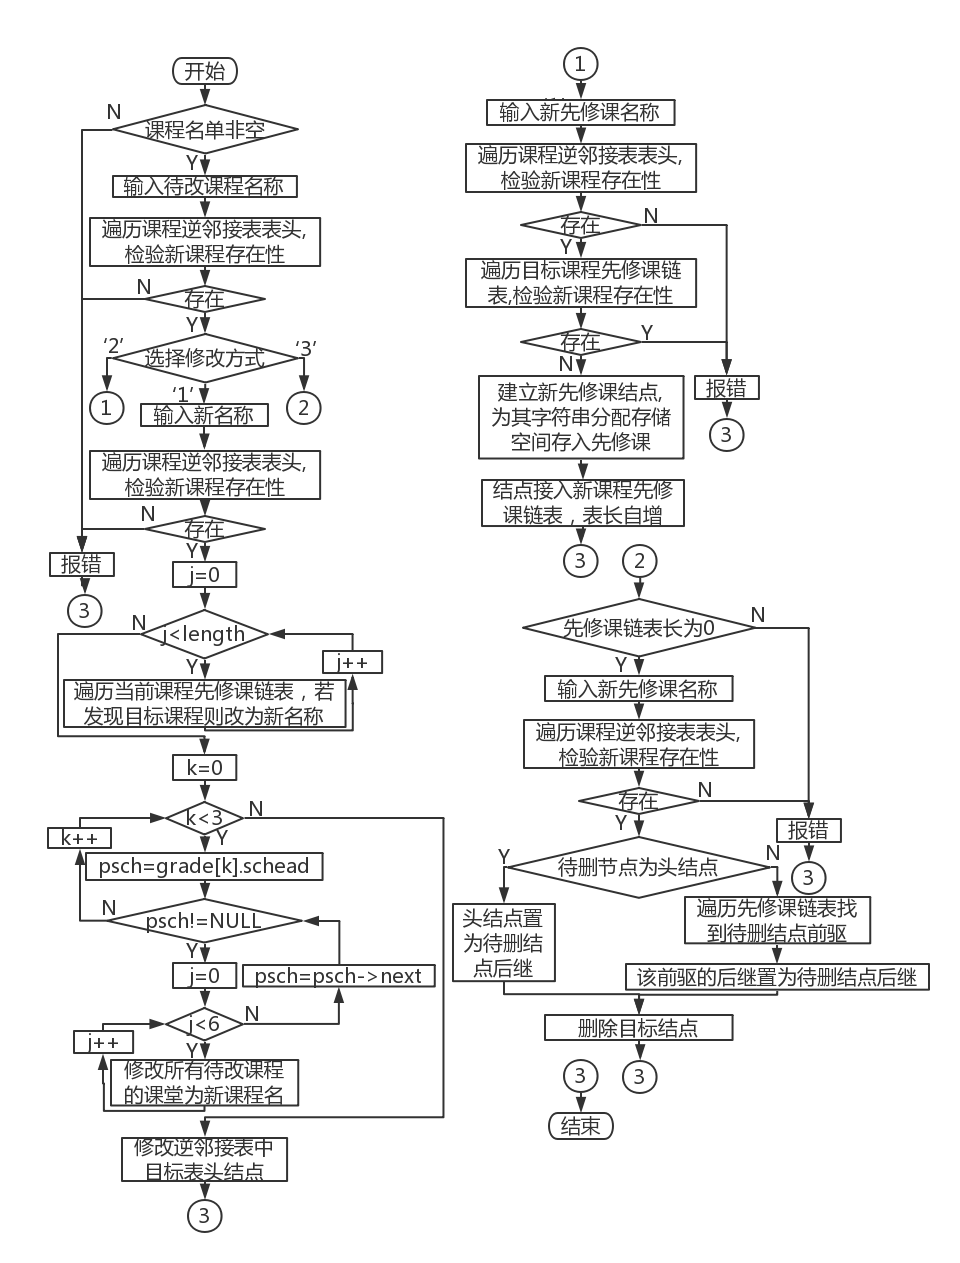 开始
N
课程名单非空
Y
输入待改课程名称
遍历课程逆邻接表表头,
检验新课程存在性
N
存在
Y
‘2’
选择修改方式
‘3’
1
‘1’
2
输入新名称
遍历课程逆邻接表表头,
检验新课程存在性
N
存在
Y
报错
j=0
3
N
j<length
Y
j++
遍历当前课程先修课链表，若
发现目标课程则改为新名称
k=0
k<3
N
Y
k++
psch=grade[k].schead
N
psch!=NULL
Y
j=0
psch=psch->next
j<6
N
j++
Y
修改所有待改课程
的课堂为新课程名
修改逆邻接表中
目标表头结点
3
1
输入新先修课名称
遍历课程逆邻接表表头,
检验新课程存在性
存在
N
Y
遍历目标课程先修课链
表,检验新课程存在性
存在
Y
N
报错
3
建立新先修课结点,
为其字符串分配存储
空间存入先修课
结点接入新课程先修
课链表，表长自增
3
2
先修课链表长为0
N
Y
输入新先修课名称
遍历课程逆邻接表表头,
检验新课程存在性
存在
N
Y
报错
3
Y
待删节点为头结点
N
头结点置
为待删结
点后继
遍历先修课链表找
到待删结点前驱
该前驱的后继置为待删结点后继
删除目标结点
3
3
结束